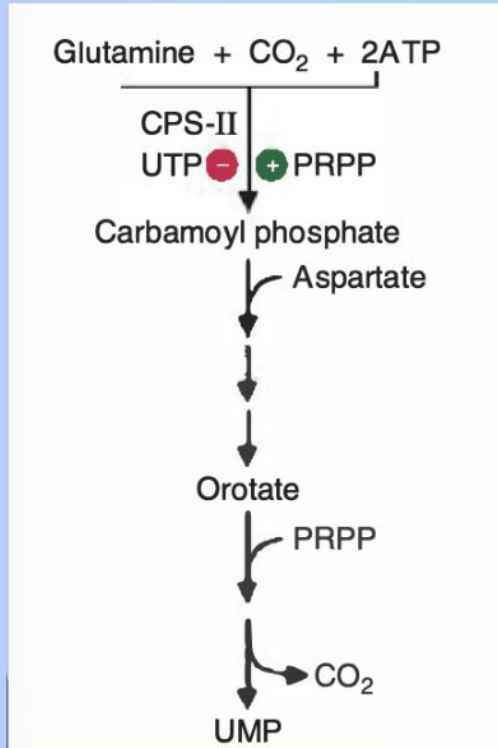 Glutamine + CO₂ + 2ATP
CPS-II
UTP − + PRPP
Carbamoyl phosphate
Aspartate
Orotate
PRPP
CO₂
UMP